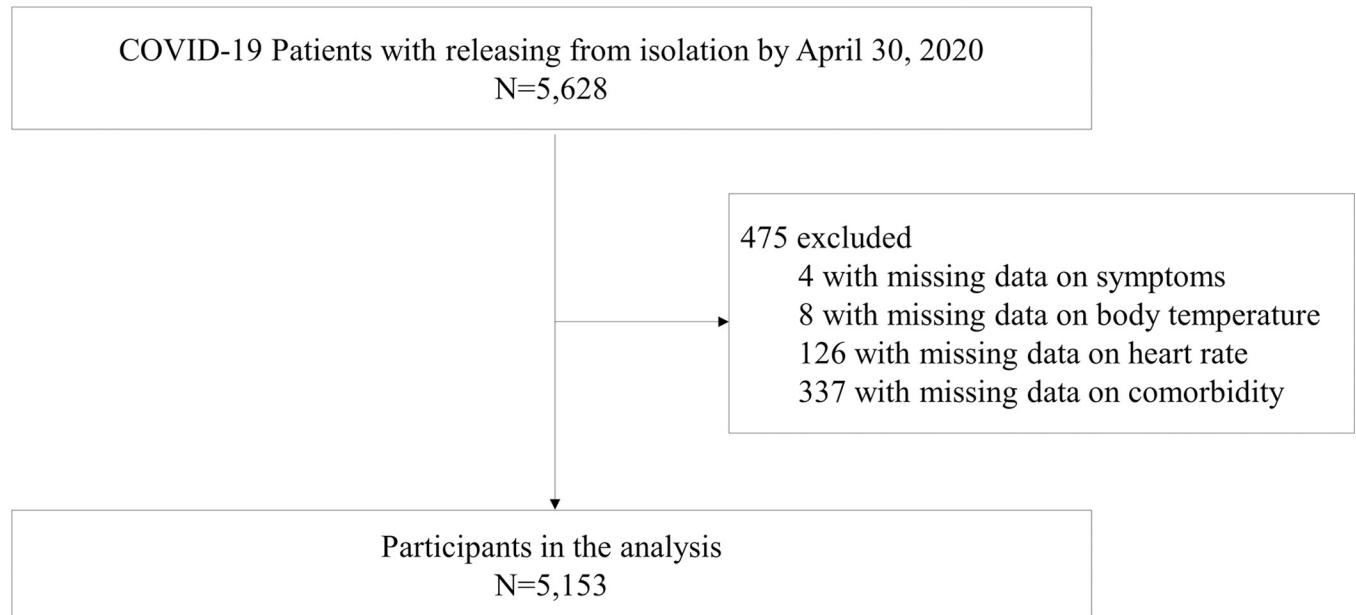 COVID-19 Patients with releasing from isolation by April 30, 2020
N=5,628
475 excluded
4 with missing data on symptoms
8 with missing data on body temperature
126 with missing data on heart rate
337 with missing data on comorbidity
Participants in the analysis
N=5,153